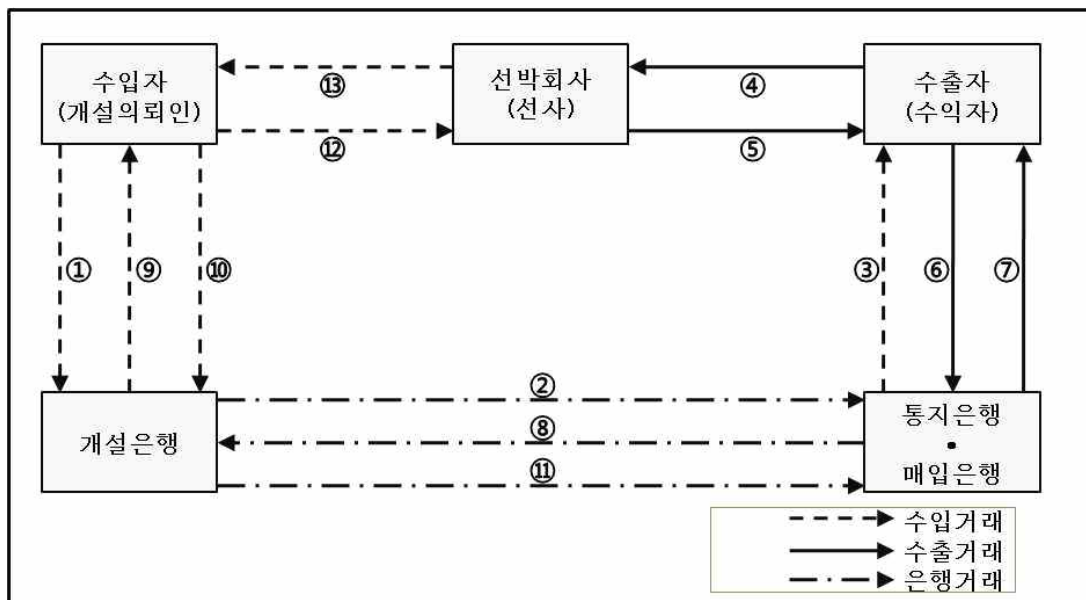 수입자
(개설의뢰인)
⑬
⑫
선박회사
(선사)
④
⑤
수출자
(수익자)
①
⑨
⑩
③
⑥
⑦
개설은행
②
⑧
⑪
통지은행
•
매입은행
수입거래
수출거래
은행거래